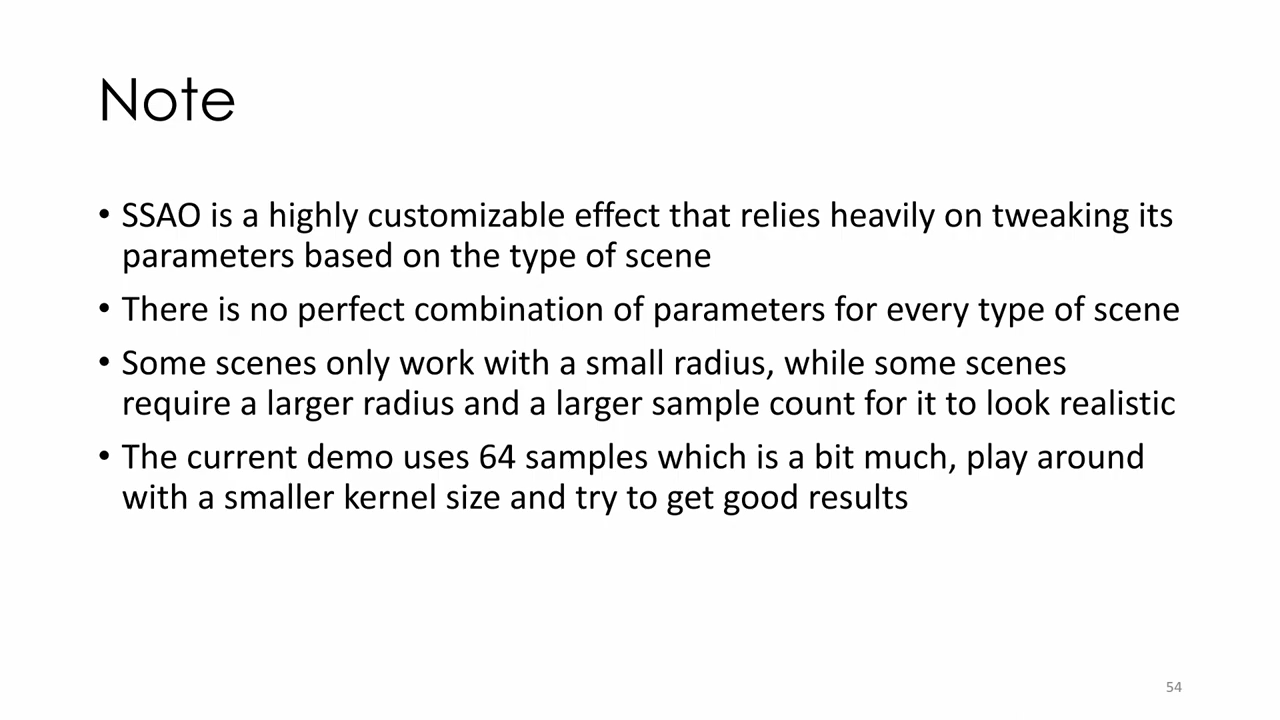 Note
• SSAO is a highly customizable effect that relies heavily on tweaking its
parameters based on the type of scene
• There is no perfect combination of parameters for every type of scene
• Some scenes only work with a small radius, while some scenes
require a larger radius and a larger sample count for it to look realistic
• The current demo uses 64 samples which is a bit much, play around
with a smaller kernel size and try to get good results
54